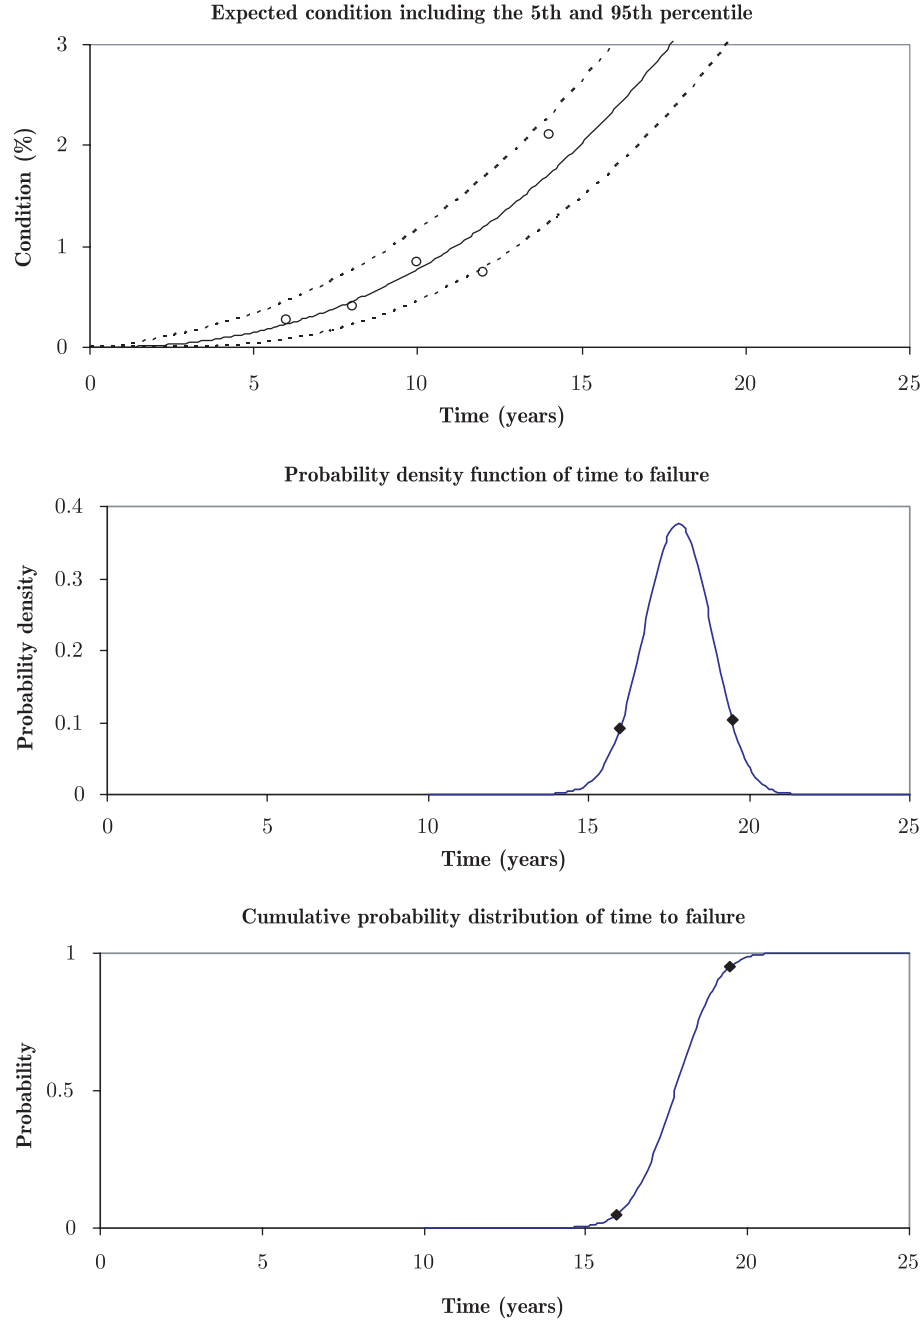 Expected condition including the 5th and 95th percentile
3
2
1
0
Condition (%)
0 5 10 15 20 25
Time (years)
Probability density function of time to failure
0.4
0.3
0.2
0.1
0
Probability density
0 5 10 15 20 25
Time (years)
Cumulative probability distribution of time to failure
1
0.5
0
Probability
0 5 10 15 20 25
Time (years)